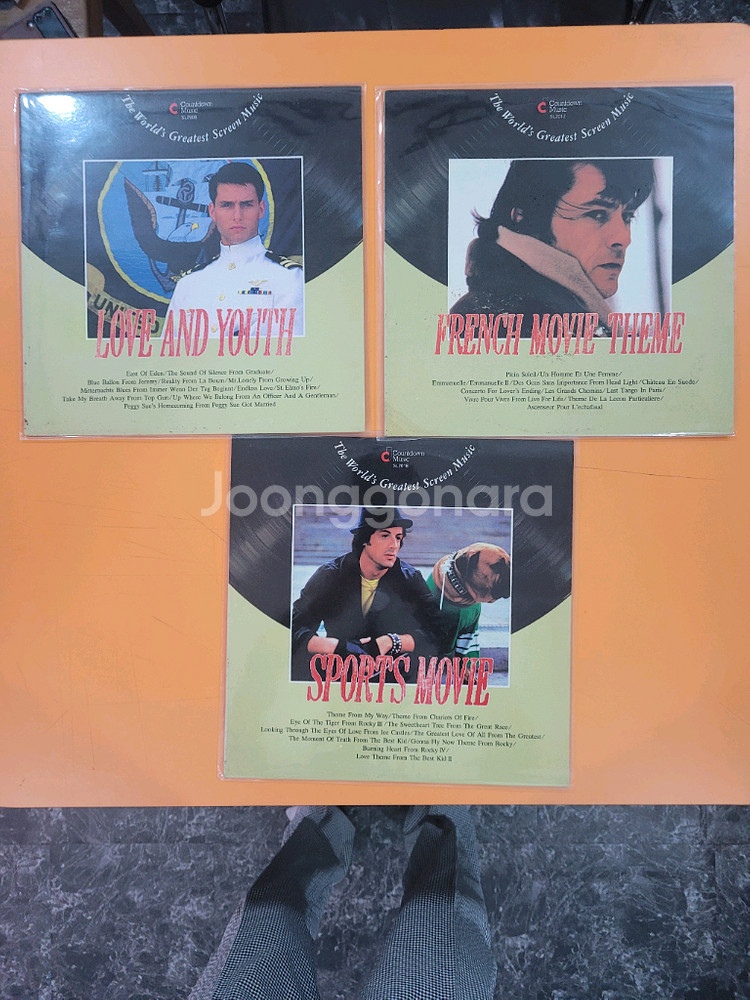 Countdown
Music
The World's Greatest Screen Music
UNITED
LOVE AND YOUTH
East Of Eden/The Sound Of Silence From Graduate/
Blue Ballon From Jeremy/Reality From La Boum/Mr.Lonely From Growing Up/
Mitternachts Blues From Immer Wenn Der Tag Beginnt/Endless Love/St.Elmo's Fire/
Take My Breath Away From Top Gun/Up Where We Belong From An Officer And A Gentleman/
Peggy Sue's Homecoming From Peggy Sue Got Married
Countdown
Music
The World's Greatest Screen Music
FRENCH MOVIE THEME
Plein Soleil/Un Homme Et Une Femme/
Emmanuelle/Emmanuelle II/Des Gens Sans Importance From Head Light/Château En Suede/
Concerto For Lover's Ending/Les Grands Chemins/Last Tango In Paris/
Vivre Pour Vivre From Live For Life/Theme De La Lecon Particuliere/
Ascenseur Pour L'echafaud
Countdown
Music
The World's Greatest Screen Music
Joonggonara
SPORTS MOVIE
Theme From My Way/Theme From Chariots Of Fire/
Eye Of The Tiger From Rocky III/The Sweetheart Tree From The Great Race/
Looking Through The Eyes Of Love From Ice Castles/The Greatest Love Of All From The Greatest/
The Moment Of Truth From The Best Kid/Gonna Fly Now Theme From Rocky/
Burning Heart From Rocky IV/
Love Theme From The Best Kid II